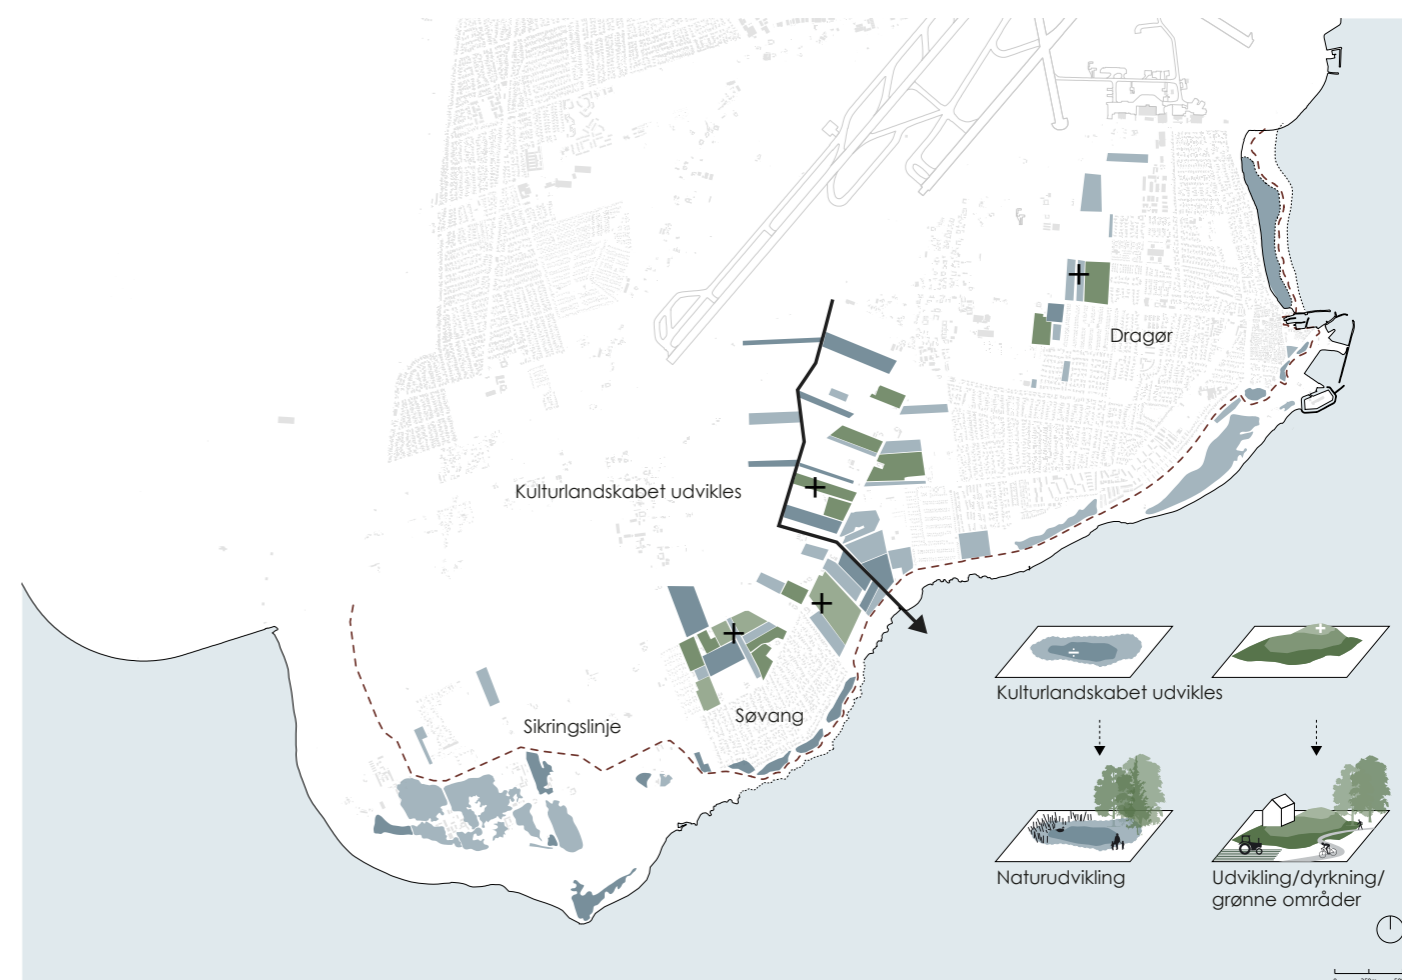 Dragør
Kulturlandskabet udvikles
Søvang
Sikringslinje
Kulturlandskabet udvikles
Naturudvikling
Udvikling/dyrkning/
grønne områder